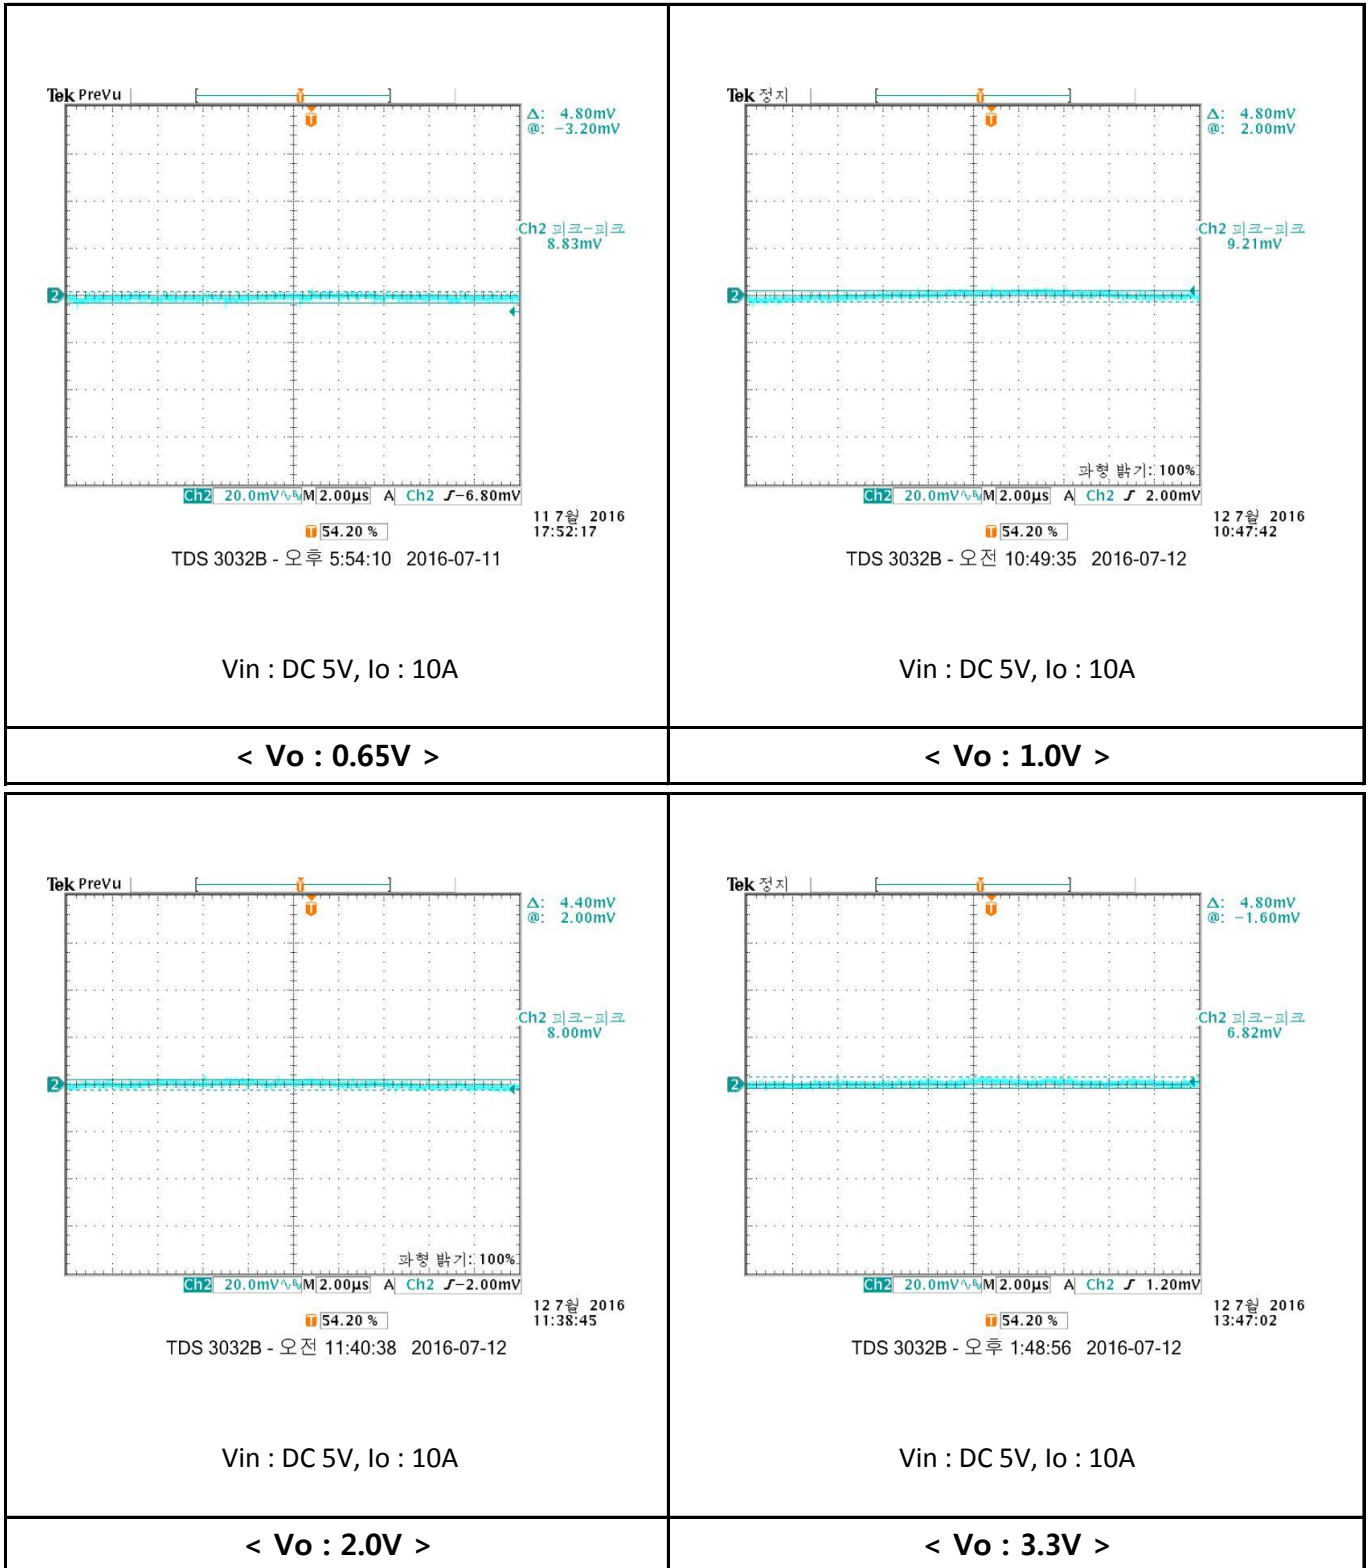 Tek PreVu
Δ: 4.80mV
@: -3.20mV
Ch2 피크-피크
8.83mV
2
Ch2 20.0mV M 2.00µs A Ch2 -6.80mV
11 7월 2016
17:52:17
T 54.20 %
TDS 3032B - 오후 5:54:10 2016-07-11
Vin : DC 5V, Io : 10A
< Vo : 0.65V >
Tek 정지
Δ: 4.80mV
@: 2.00mV
Ch2 피크-피크
9.21mV
2
파형 밝기: 100%
Ch2 20.0mV M 2.00µs A Ch2 2.00mV
12 7월 2016
10:47:42
T 54.20 %
TDS 3032B - 오전 10:49:35 2016-07-12
Vin : DC 5V, Io : 10A
< Vo : 1.0V >
Tek PreVu
Δ: 4.40mV
@: 2.00mV
Ch2 피크-피크
8.00mV
2
파형 밝기: 100%
Ch2 20.0mV M 2.00µs A Ch2 -2.00mV
12 7월 2016
11:38:45
T 54.20 %
TDS 3032B - 오전 11:40:38 2016-07-12
Vin : DC 5V, Io : 10A
< Vo : 2.0V >
Tek 정지
Δ: 4.80mV
@: -1.60mV
Ch2 피크-피크
6.82mV
2
Ch2 20.0mV M 2.00µs A Ch2 1.20mV
12 7월 2016
13:47:02
T 54.20 %
TDS 3032B - 오후 1:48:56 2016-07-12
Vin : DC 5V, Io : 10A
< Vo : 3.3V >